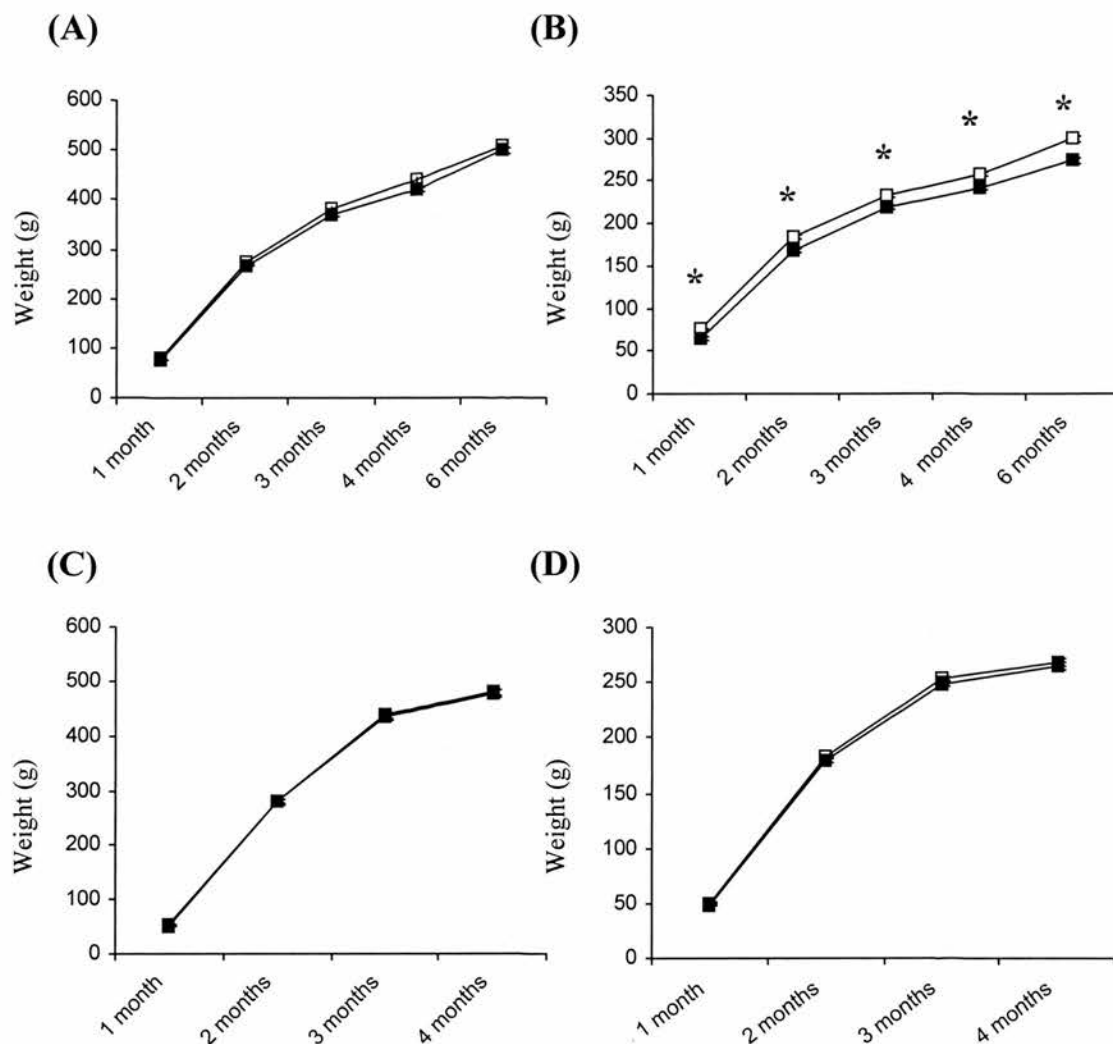 (A)
600
500
400
300
200
100
0
Weight (g)
1 month
2 months
3 months
4 months
6 months
(B)
350
300
250
200
150
100
50
0
Weight (g)
*
*
*
*
*
1 month
2 months
3 months
4 months
6 months
(C)
600
500
400
300
200
100
0
Weight (g)
1 month
2 months
3 months
4 months
(D)
300
250
200
150
100
50
0
Weight (g)
1 month
2 months
3 months
4 months